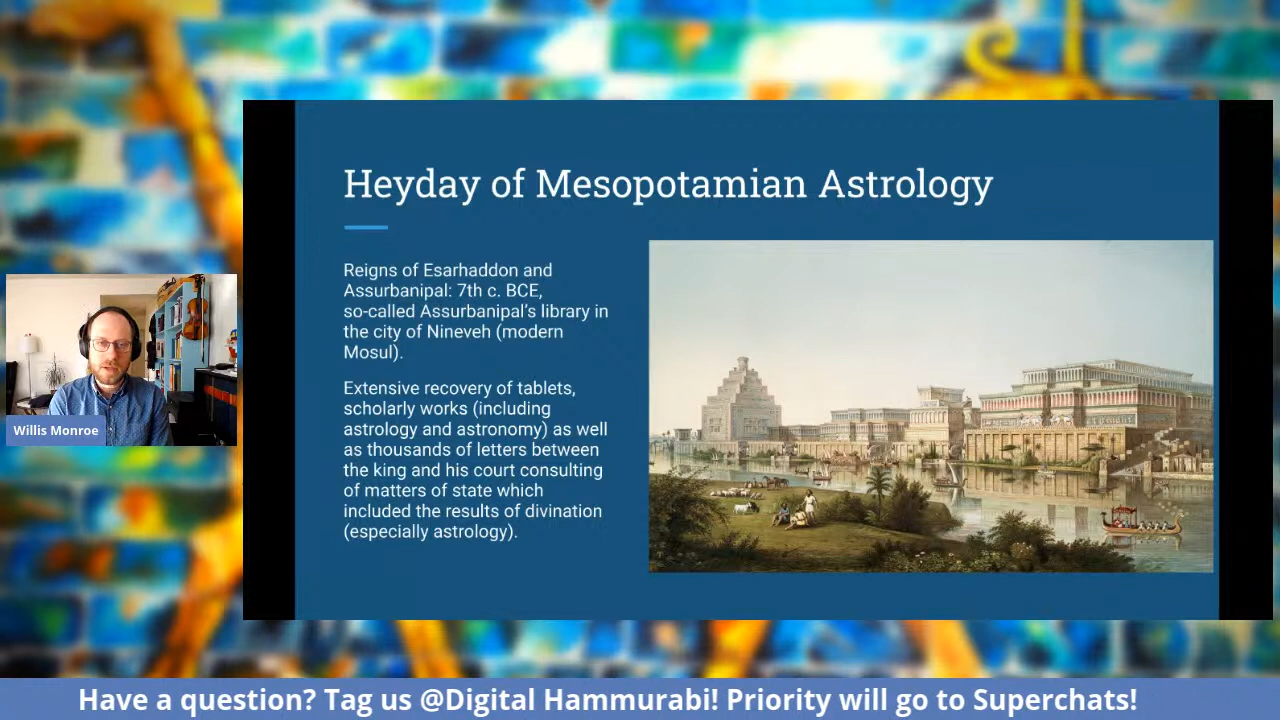 Heyday of Mesopotamian Astrology
Reigns of Esarhaddon and
Assurbanipal: 7th c. BCE,
so-called Assurbanipal's library in
the city of Nineveh (modern
Mosul).
Extensive recovery of tablets,
scholarly works (including
astrology and astronomy) as well
as thousands of letters between
the king and his court consulting
of matters of state which
included the results of divination
(especially astrology).
Willis Monroe
Have a question? Tag us @Digital Hammurabi! Priority will go to Superchats!